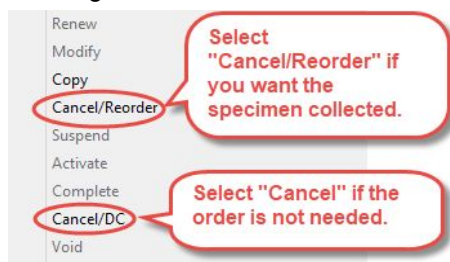 Renew
Modify
Copy
Cancel/Reorder
Suspend
Activate
Complete
Cancel/DC
Void
Select
"Cancel/Reorder" if
you want the
specimen collected.
Select "Cancel" if the
order is not needed.